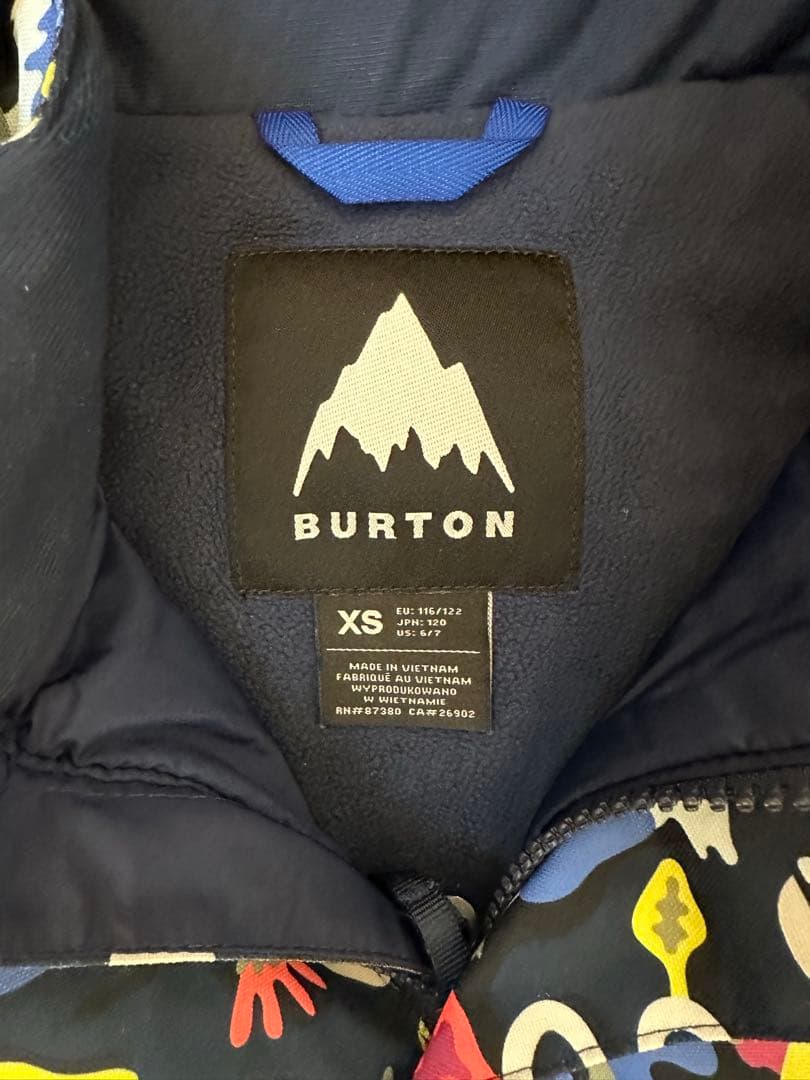 BURTON
XS
EU: 116/122
JPN: 120
US: 6/7
MADE IN VIETNAM
FABRIQUÉ AU VIETNAM
WYPRODUKOWANO
W WIETNAMIE
RN#87380 CA#26902